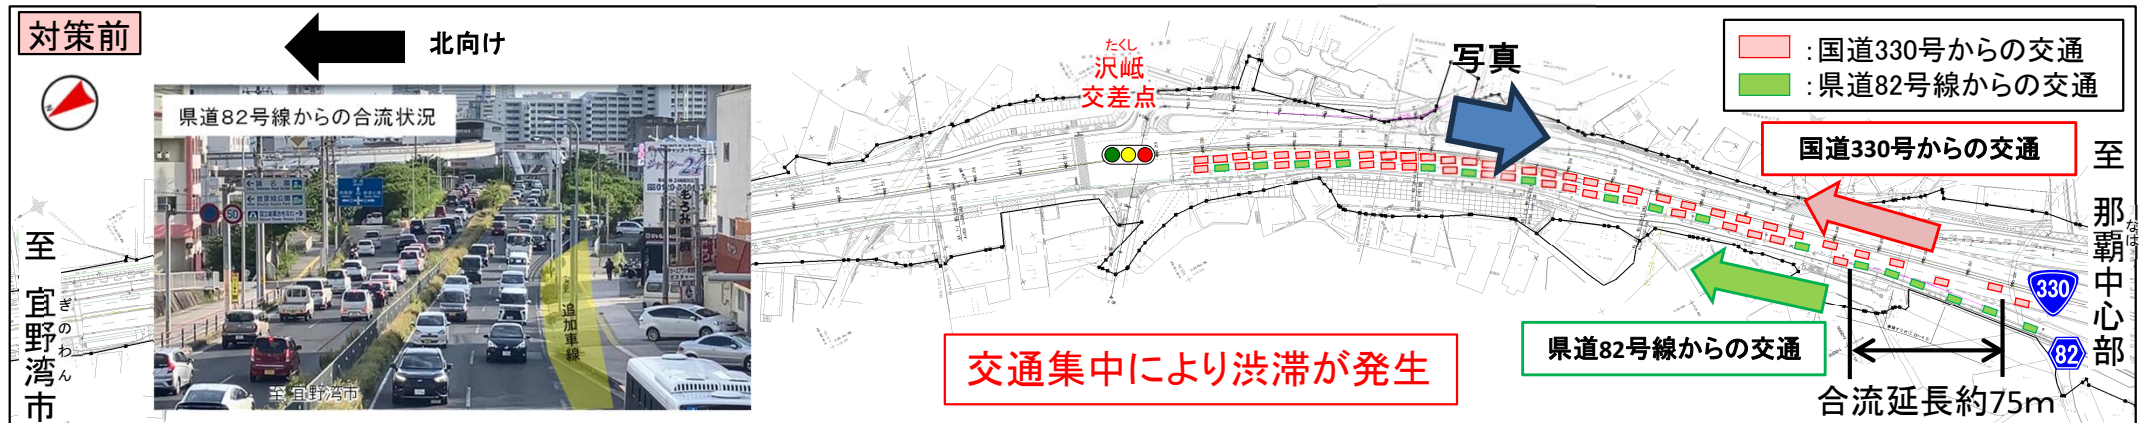 対策前
北向け
県道82号線からの合流状況
50
追加車線
至 宜野湾市
至 宜野湾市
ぎのわん
たくし
沢岻
交差点
写真
:国道330号からの交通
:県道82号線からの交通
国道330号からの交通
県道82号線からの交通
交通集中により渋滞が発生
合流延長約75m
330
82
至 那覇中心部
なは